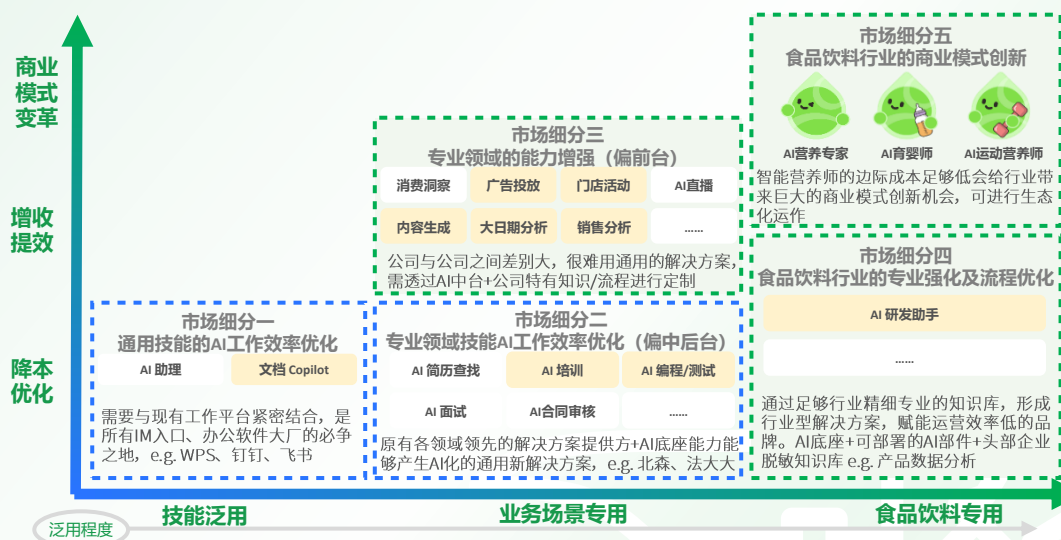 商业
模式
变革
增收
提效
降本
优化
市场细分五
食品饮料行业的商业模式创新
AI营养专家
AI育婴师
AI运动营养师
智能营养师的边际成本足够低会给行业带
来巨大的商业模式创新机会，可进行生态
化运作
市场细分三
专业领域的能力增强（偏前台）
消费洞察
广告投放
门店活动
AI直播
内容生成
大日期分析
销售分析
......
公司与公司之间差别大，很难用通用的解决方案，
需透过AI中台+公司特有知识/流程进行定制
市场细分四
食品饮料行业的专业强化及流程优化
AI 研发助手
......
通过足够行业精细专业的知识库，形成
行业型解决方案，赋能运营效率低的品
牌。AI底座+可部署的AI部件+头部企业
脱敏知识库 e.g. 产品数据分析
市场细分一
通用技能的AI工作效率优化
AI 助理
文档 Copilot
需要与现有工作平台紧密结合，是
所有IM入口、办公软件大厂的必争
之地，e.g. WPS、钉钉、飞书
市场细分二
专业领域技能AI工作效率优化（偏中后台）
AI 简历查找
AI 培训
AI 编程/测试
AI 面试
AI合同审核
......
原有各领域领先的解决方案提供方+AI底座能力能
够产生AI化的通用新解决方案，e.g. 北森、法大大
技能泛用
业务场景专用
食品饮料专用
泛用程度